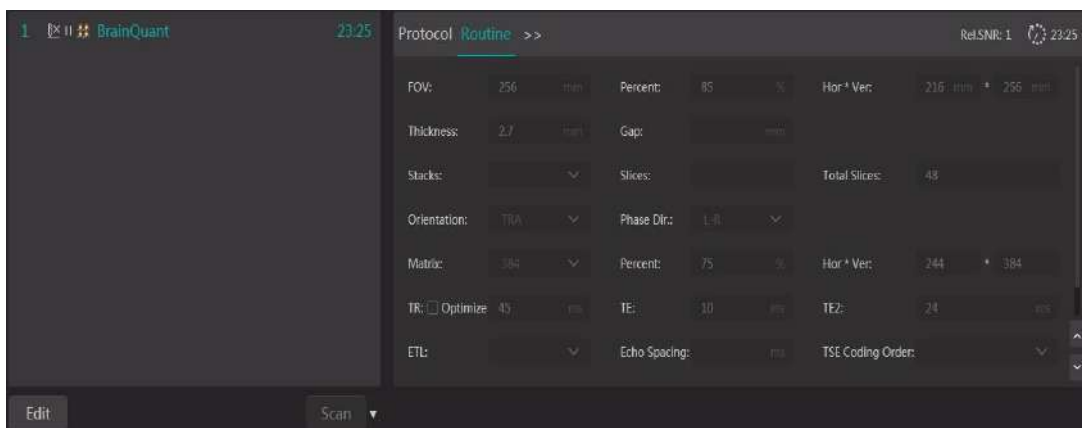 1 BrainQuant 23:25
Protocol Routine >> Rel.SNR: 1 23:25
FOV: 256 mm Percent: 85 % Hor * Ver: 216 mm * 256 mm
Thickness: 2.7 mm Gap: mm
Stacks: Slices: Total Slices: 48
Orientation: TRA Phase Dir.: L-R
Matrix: 384 Percent: 75 % Hor * Ver: 244 * 384
TR: Optimize 45 ms TE: 10 ms TE2: 24 ms
ETL: Echo Spacing: ms TSE Coding Order:
Edit Scan